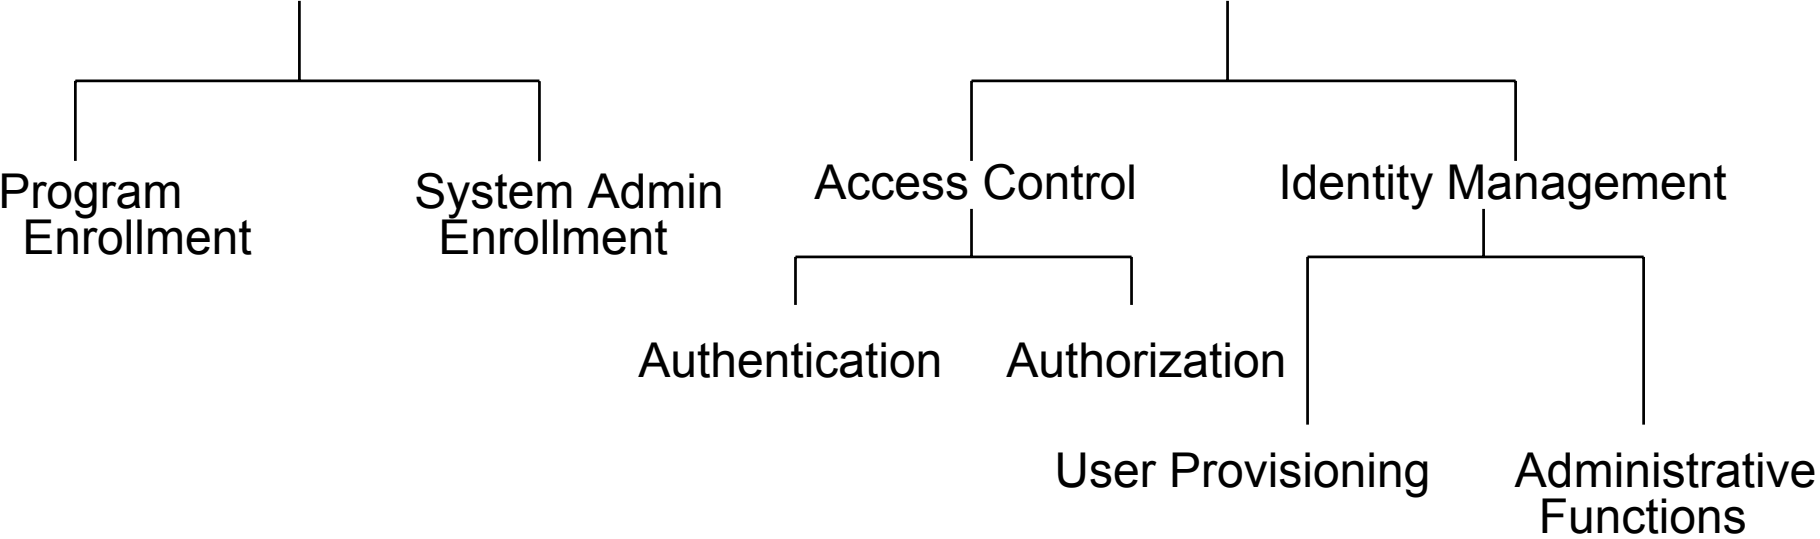 Program
Enrollment
System Admin
Enrollment
Access Control
Identity Management
Authentication
Authorization
User Provisioning
Administrative
Functions